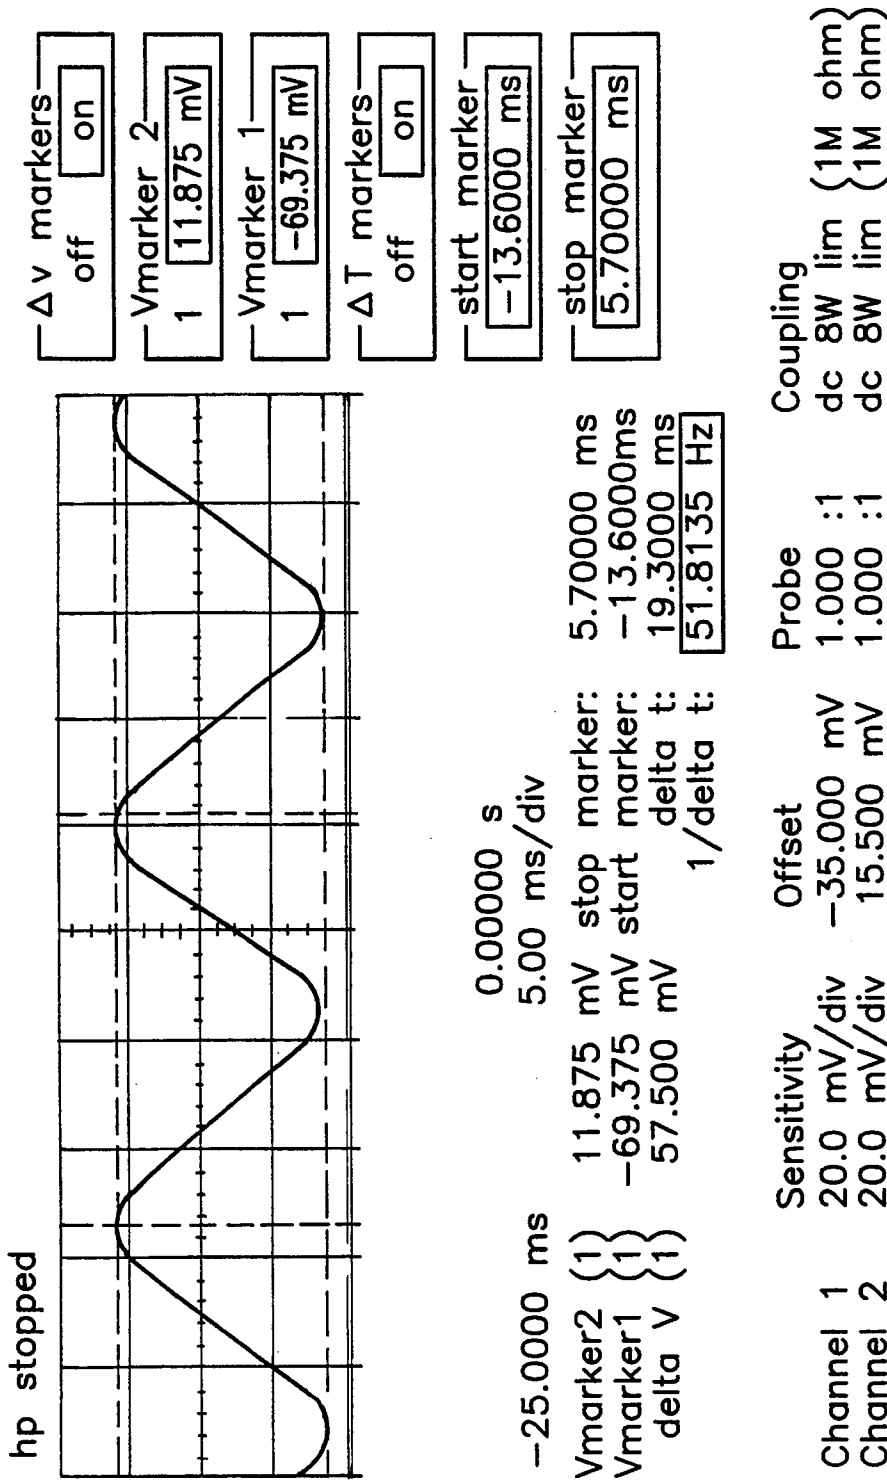 hp stopped
Δv markers
off on
Vmarker 2
1 11.875 mV
Vmarker 1
1 -69.375 mV
ΔT markers
off on
start marker
-13.6000 ms
stop marker
5.70000 ms
-25.0000 ms 0.00000 s
5.00 ms/div
Vmarker2 (1) 11.875 mV stop marker: 5.70000 ms
Vmarker1 (1) -69.375 mV start marker: -13.6000ms
delta V (1) 57.500 mV delta t: 19.3000 ms
1/delta t: 51.8135 Hz
Sensitivity Offset Probe Coupling
Channel 1 20.0 mV/div -35.000 mV 1.000 :1 dc 8W lim (1M ohm)
Channel 2 20.0 mV/div 15.500 mV 1.000 :1 dc 8W lim (1M ohm)